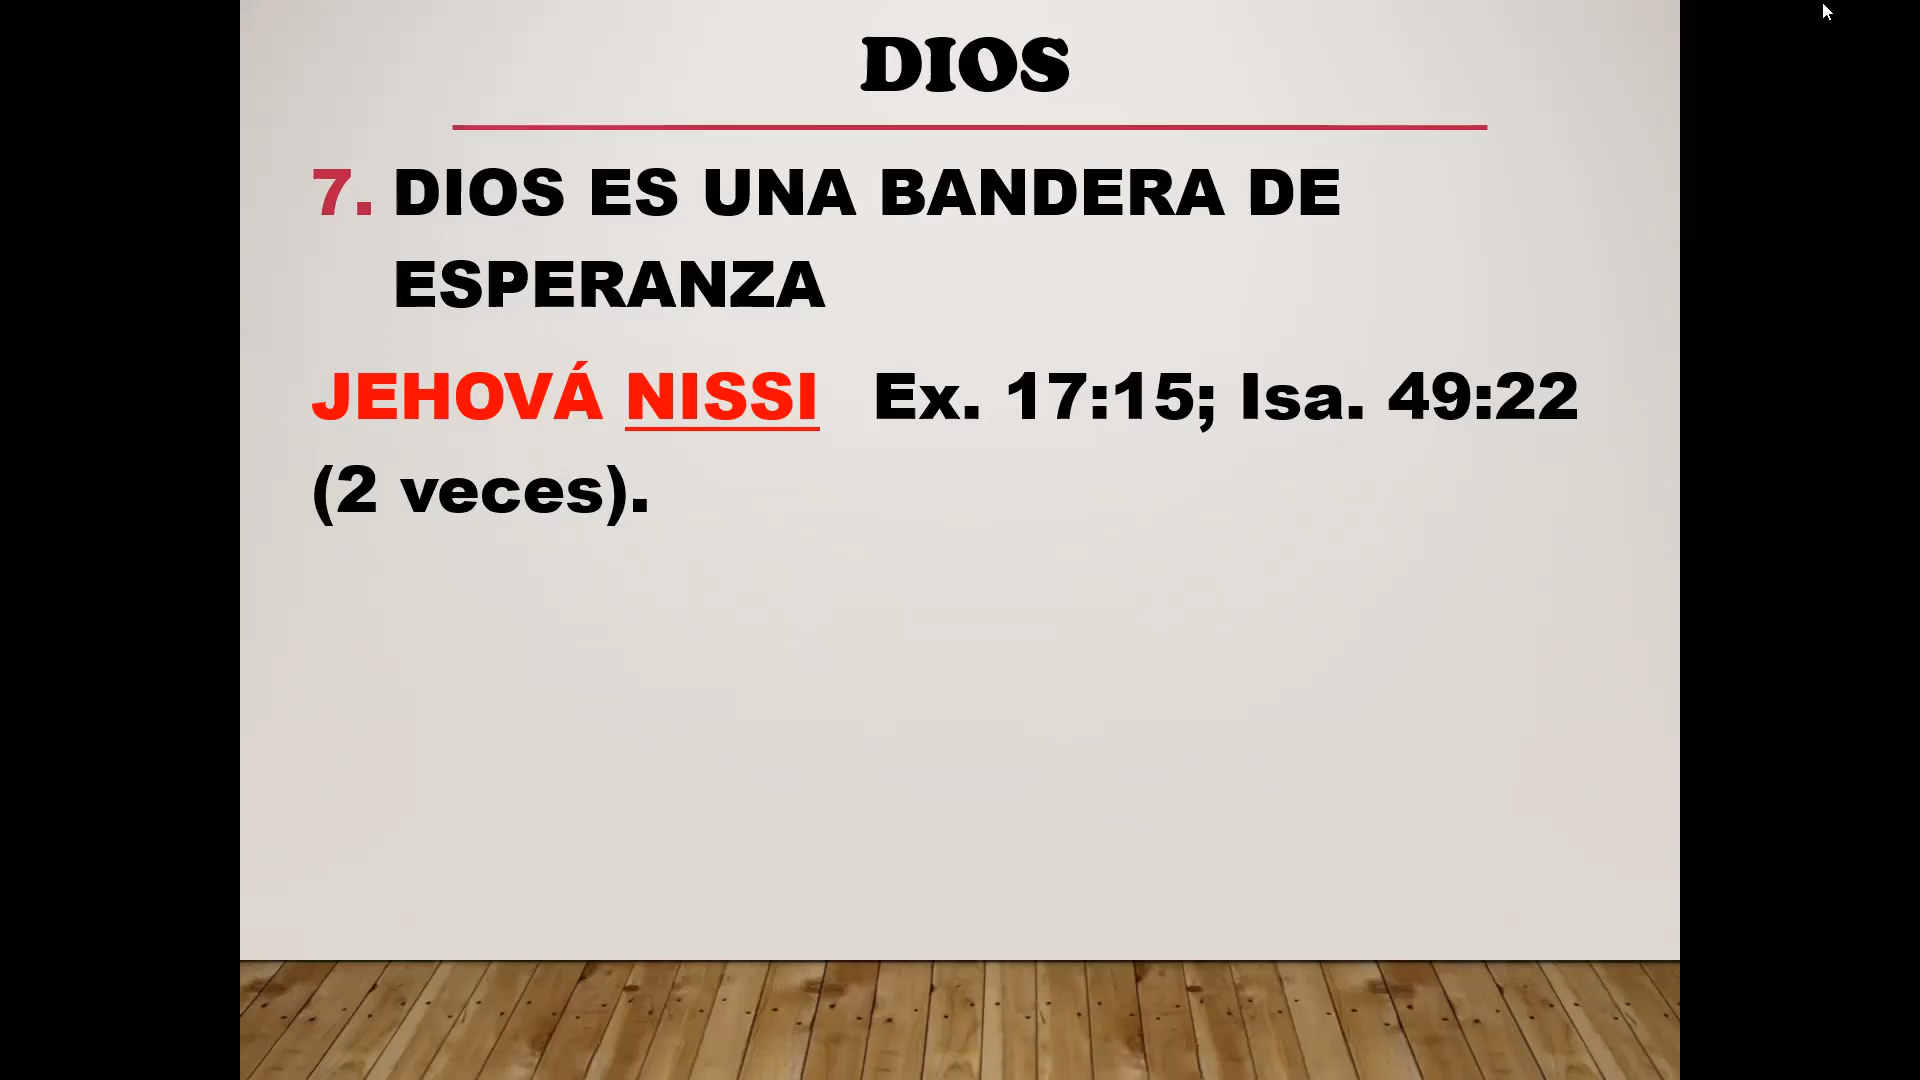 DIOS
7. DIOS ES UNA BANDERA DE
ESPERANZA
JEHOVÁ NISSI Ex. 17:15; Isa. 49:22
(2 veces).